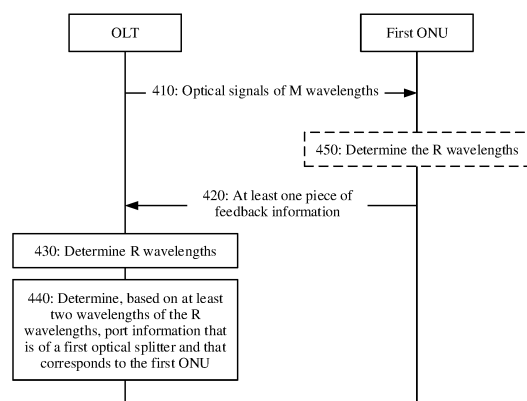 OLT
First ONU
410: Optical signals of M wavelengths
450: Determine the R wavelengths
420: At least one piece of
feedback information
430: Determine R wavelengths
440: Determine, based on at least
two wavelengths of the R
wavelengths, port information that
is of a first optical splitter and that
corresponds to the first ONU